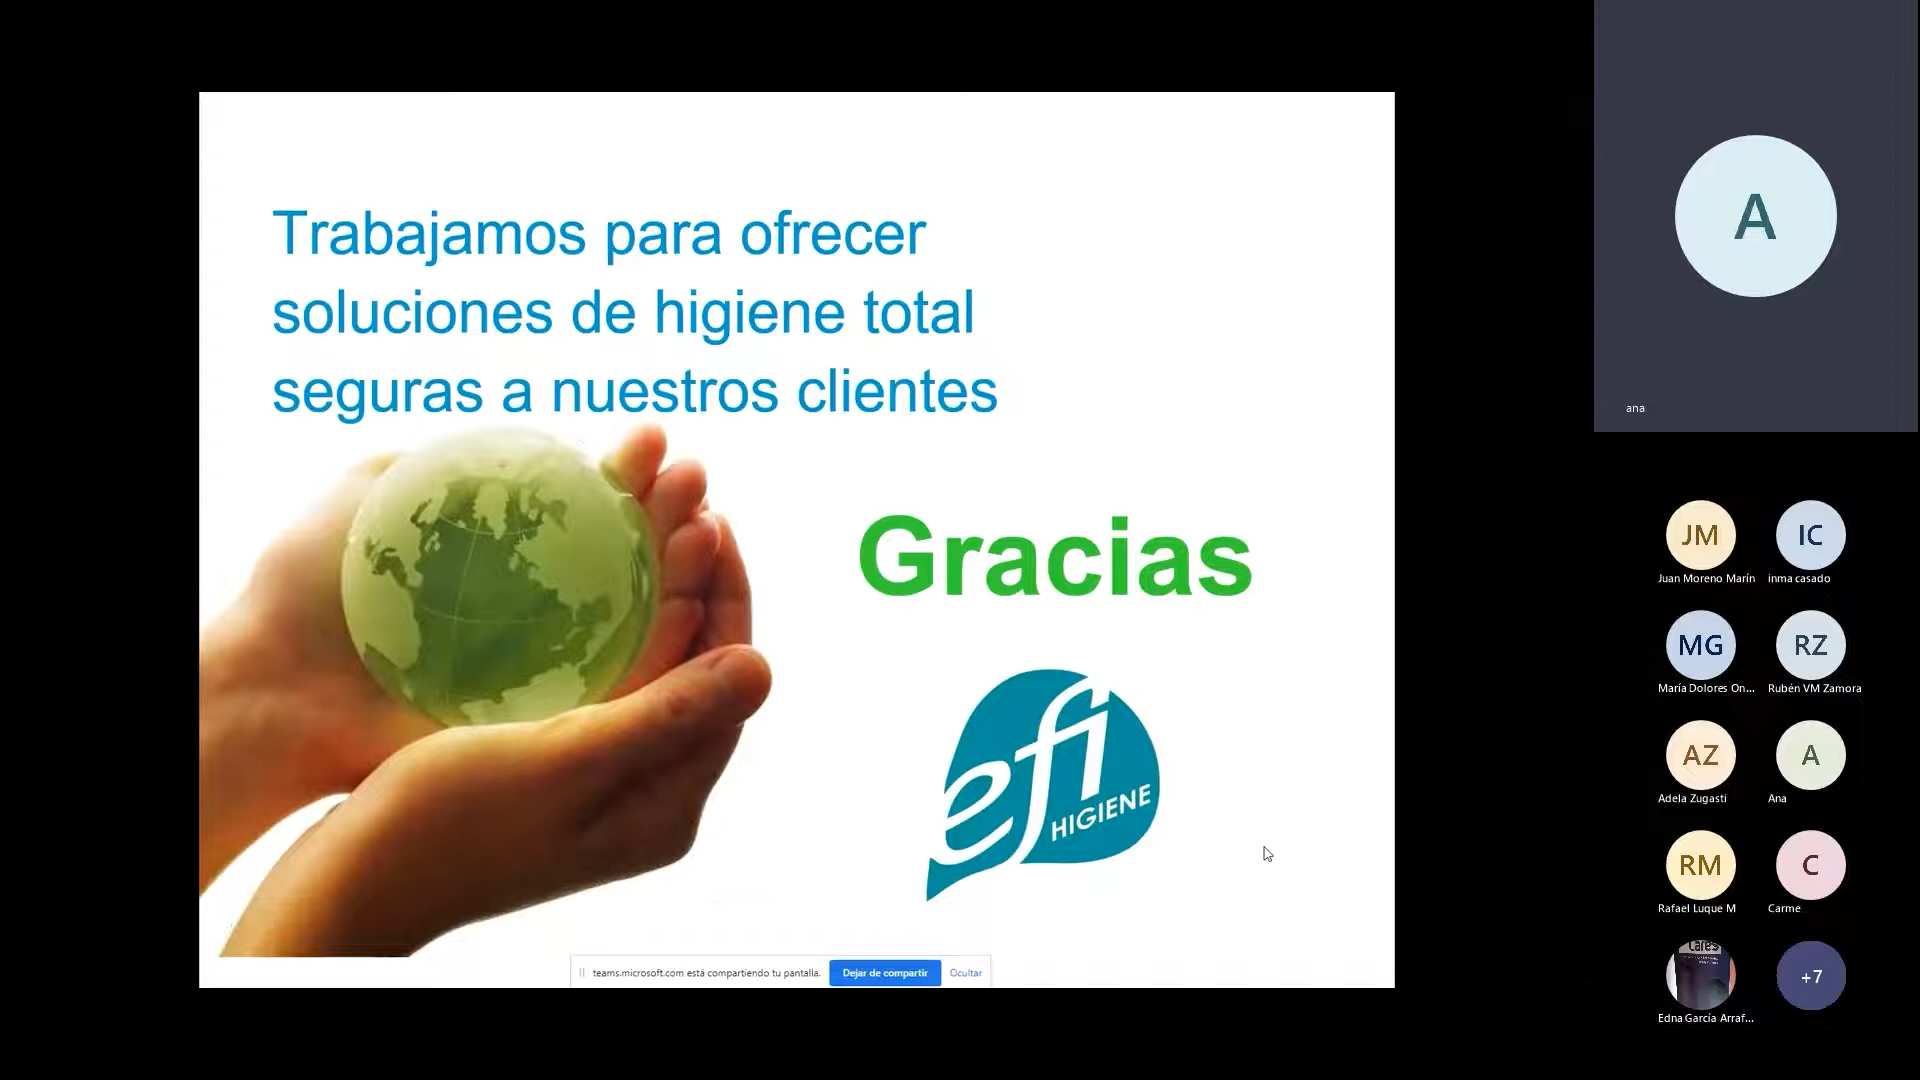 Trabajamos para ofrecer
soluciones de higiene total
seguras a nuestros clientes
Gracias
efi
HIGIENE
teams.microsoft.com está compartiendo tu pantalla.
Dejar de compartir
Ocultar
A
ana
JM
IC
Juan Moreno Marín
inma casado
MG
RZ
María Dolores On...
Rubén VM Zamora
AZ
A
Adela Zugasti
Ana
RM
C
Rafael Luque M
Carme
Cares
+7
Edna García Arraf...